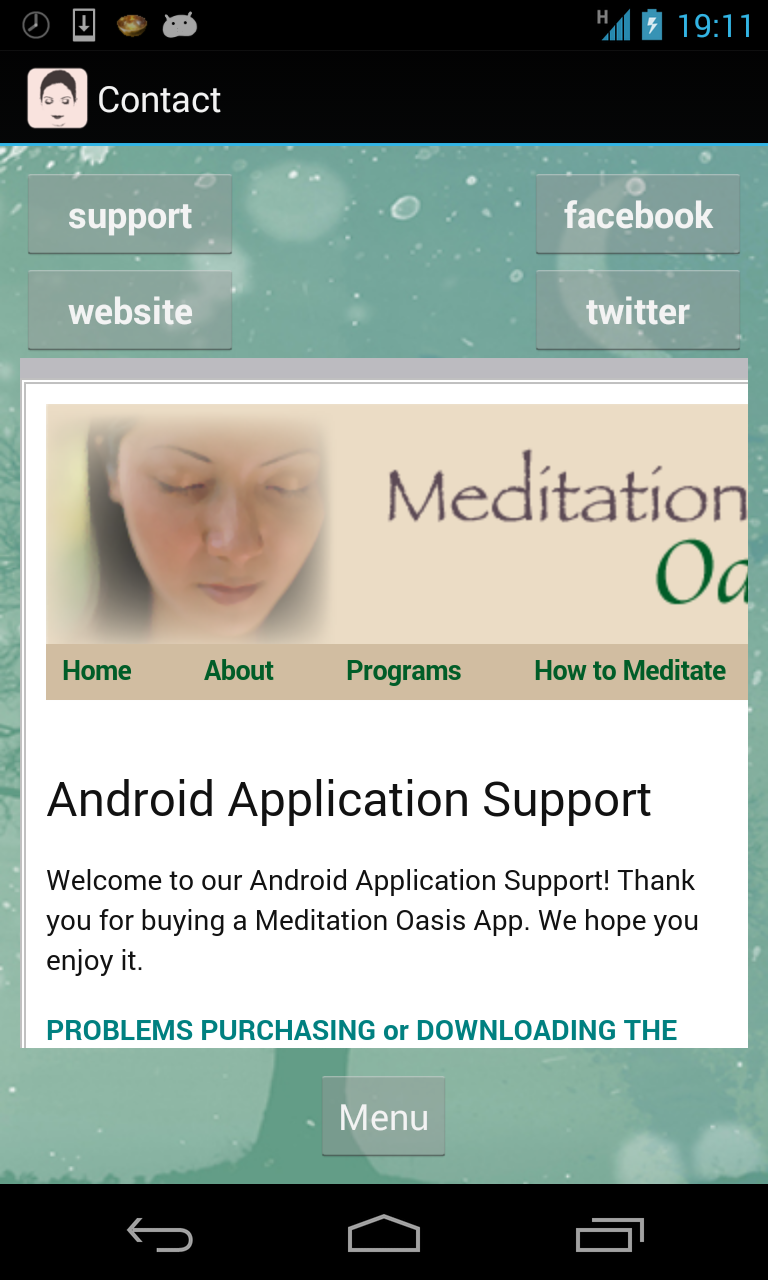 H 19:11
Contact
support facebook
website twitter
Meditation
Home About Programs How to Meditate
Android Application Support
Welcome to our Android Application Support! Thank
you for buying a Meditation Oasis App. We hope you
enjoy it.
PROBLEMS PURCHASING or DOWNLOADING THE
Menu